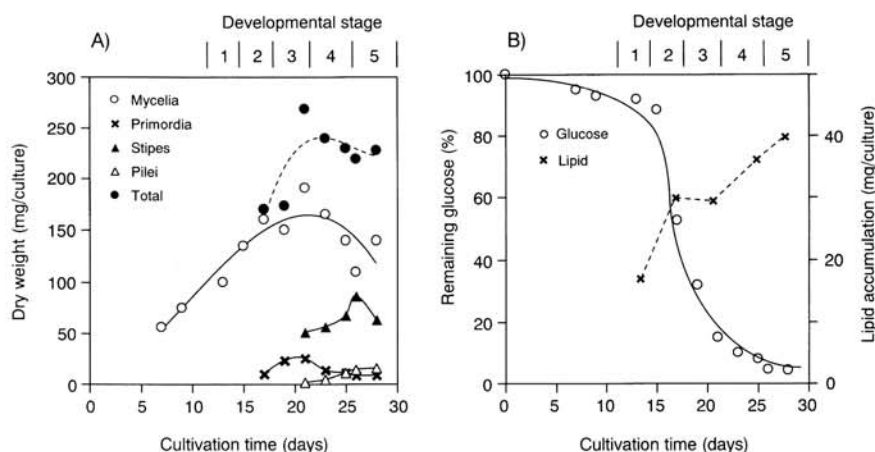 Developmental stage
A)
1 2 3 4 5
300
250
200
150
100
50
0
Dry weight (mg/culture)
Mycelia
Primordia
Stipes
Pilei
Total
0 5 10 15 20 25 30
Cultivation time (days)
Developmental stage
B)
1 2 3 4 5
100
80
60
40
20
0
Remaining glucose (%)
Glucose
Lipid
40
20
0
Lipid accumulation (mg/culture)
0 5 10 15 20 25 30
Cultivation time (days)